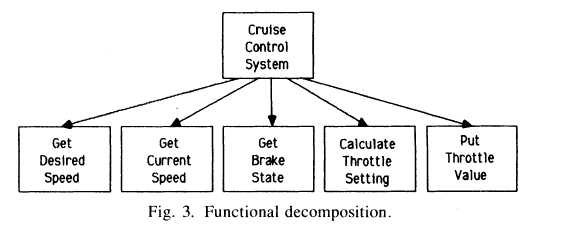 Cruise
Control
System
Get
Desired
Speed
Get
Current
Speed
Get
Brake
State
Calculate
Throttle
Setting
Put
Throttle
Value
Fig. 3. Functional decomposition.